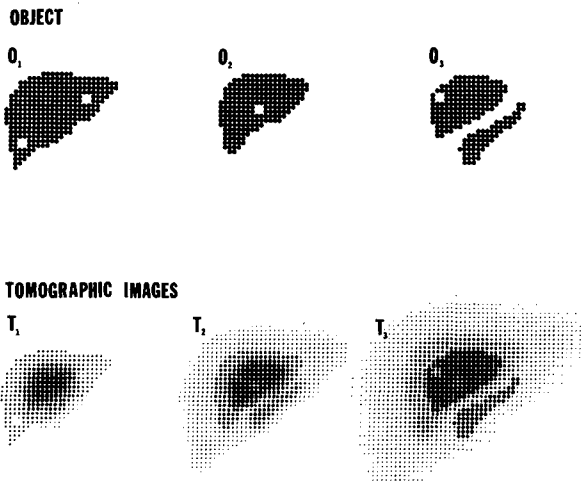 OBJECT
O₁ O₂ O₃
TOMOGRAPHIC IMAGES
T₁ T₂ T₃